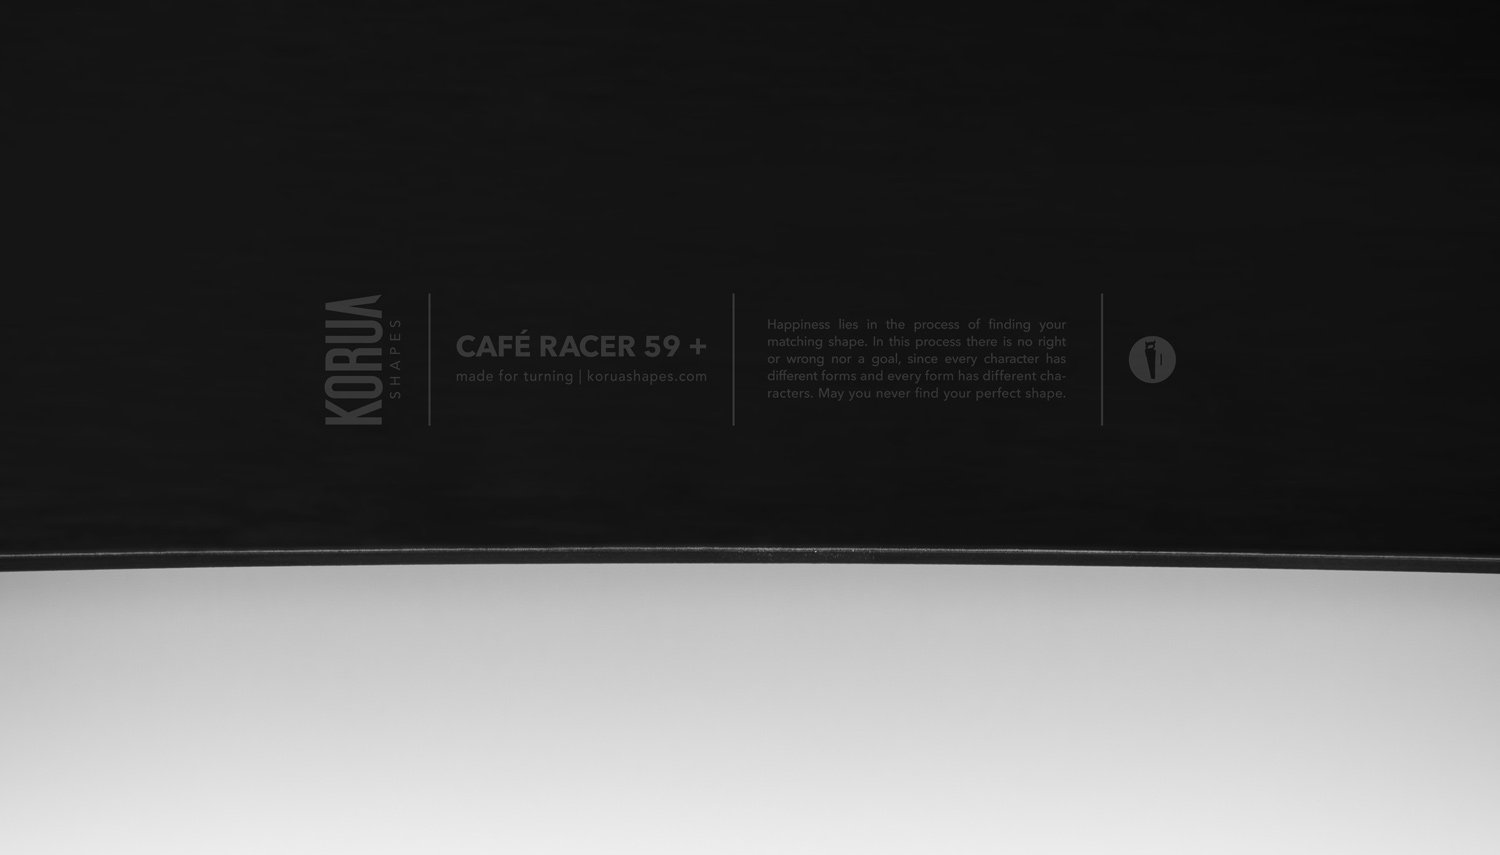 KORUA
SHAPES
CAFÉ RACER 59 +
made for turning | koruashapes.com
Happiness lies in the process of finding your
matching shape. In this process there is no right
or wrong nor a goal, since every character has
different forms and every form has different cha-
racters. May you never find your perfect shape.